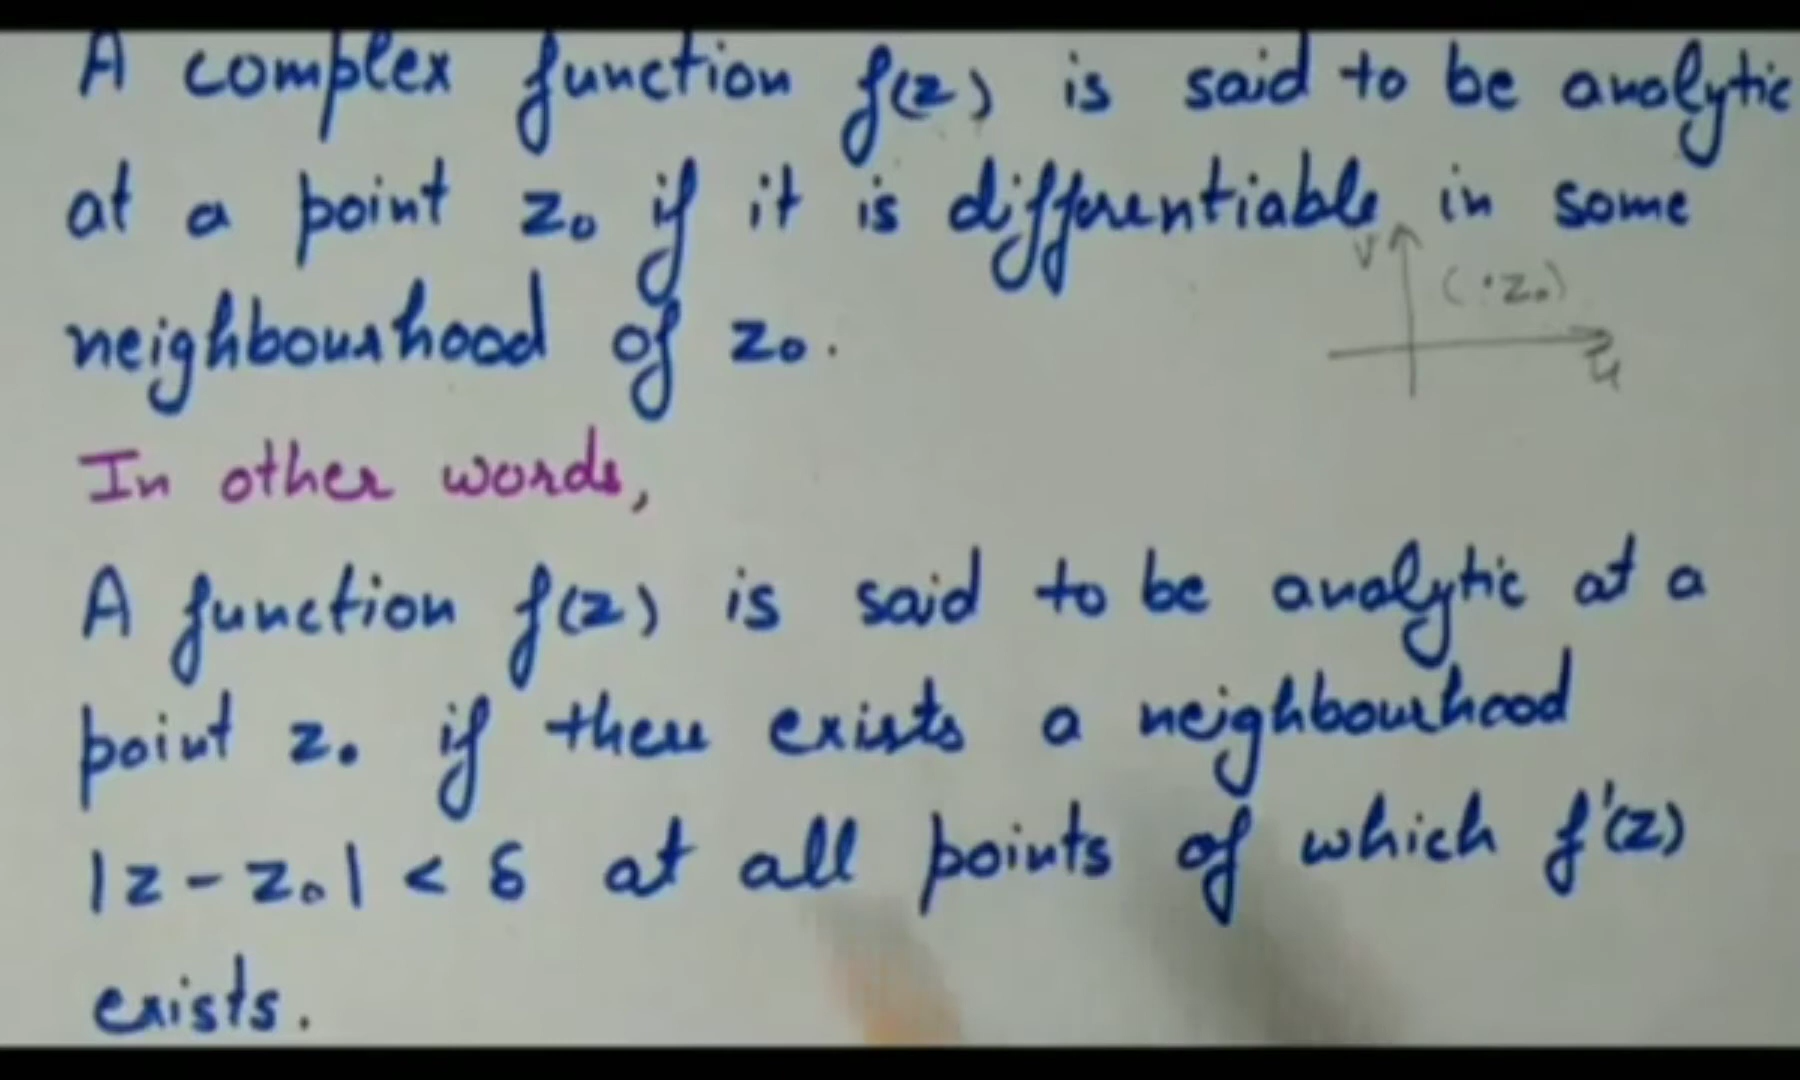 A complex function f(z) is said to be analytic
at a point z₀ if it is differentiable in some
neighbourhood of z₀.
V
(·z₀)
u
In other words,
A function f(z) is said to be analytic at a
point z₀ if there exists a neighbourhood
|z - z₀| < δ at all points of which f'(z)
exists.